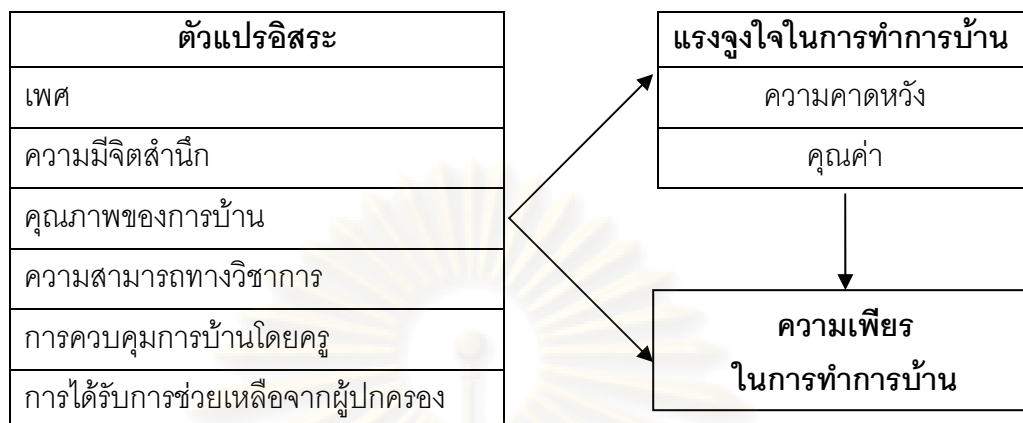 ตัวแปรอิสระ
เพศ
ความมีจิตสำนึก
คุณภาพของการบ้าน
ความสามารถทางวิชาการ
การควบคุมการบ้านโดยครู
การได้รับการช่วยเหลือจากผู้ปกครอง
แรงจูงใจในการทำการบ้าน
ความคาดหวัง
คุณค่า
ความเพียร
ในการทำการบ้าน